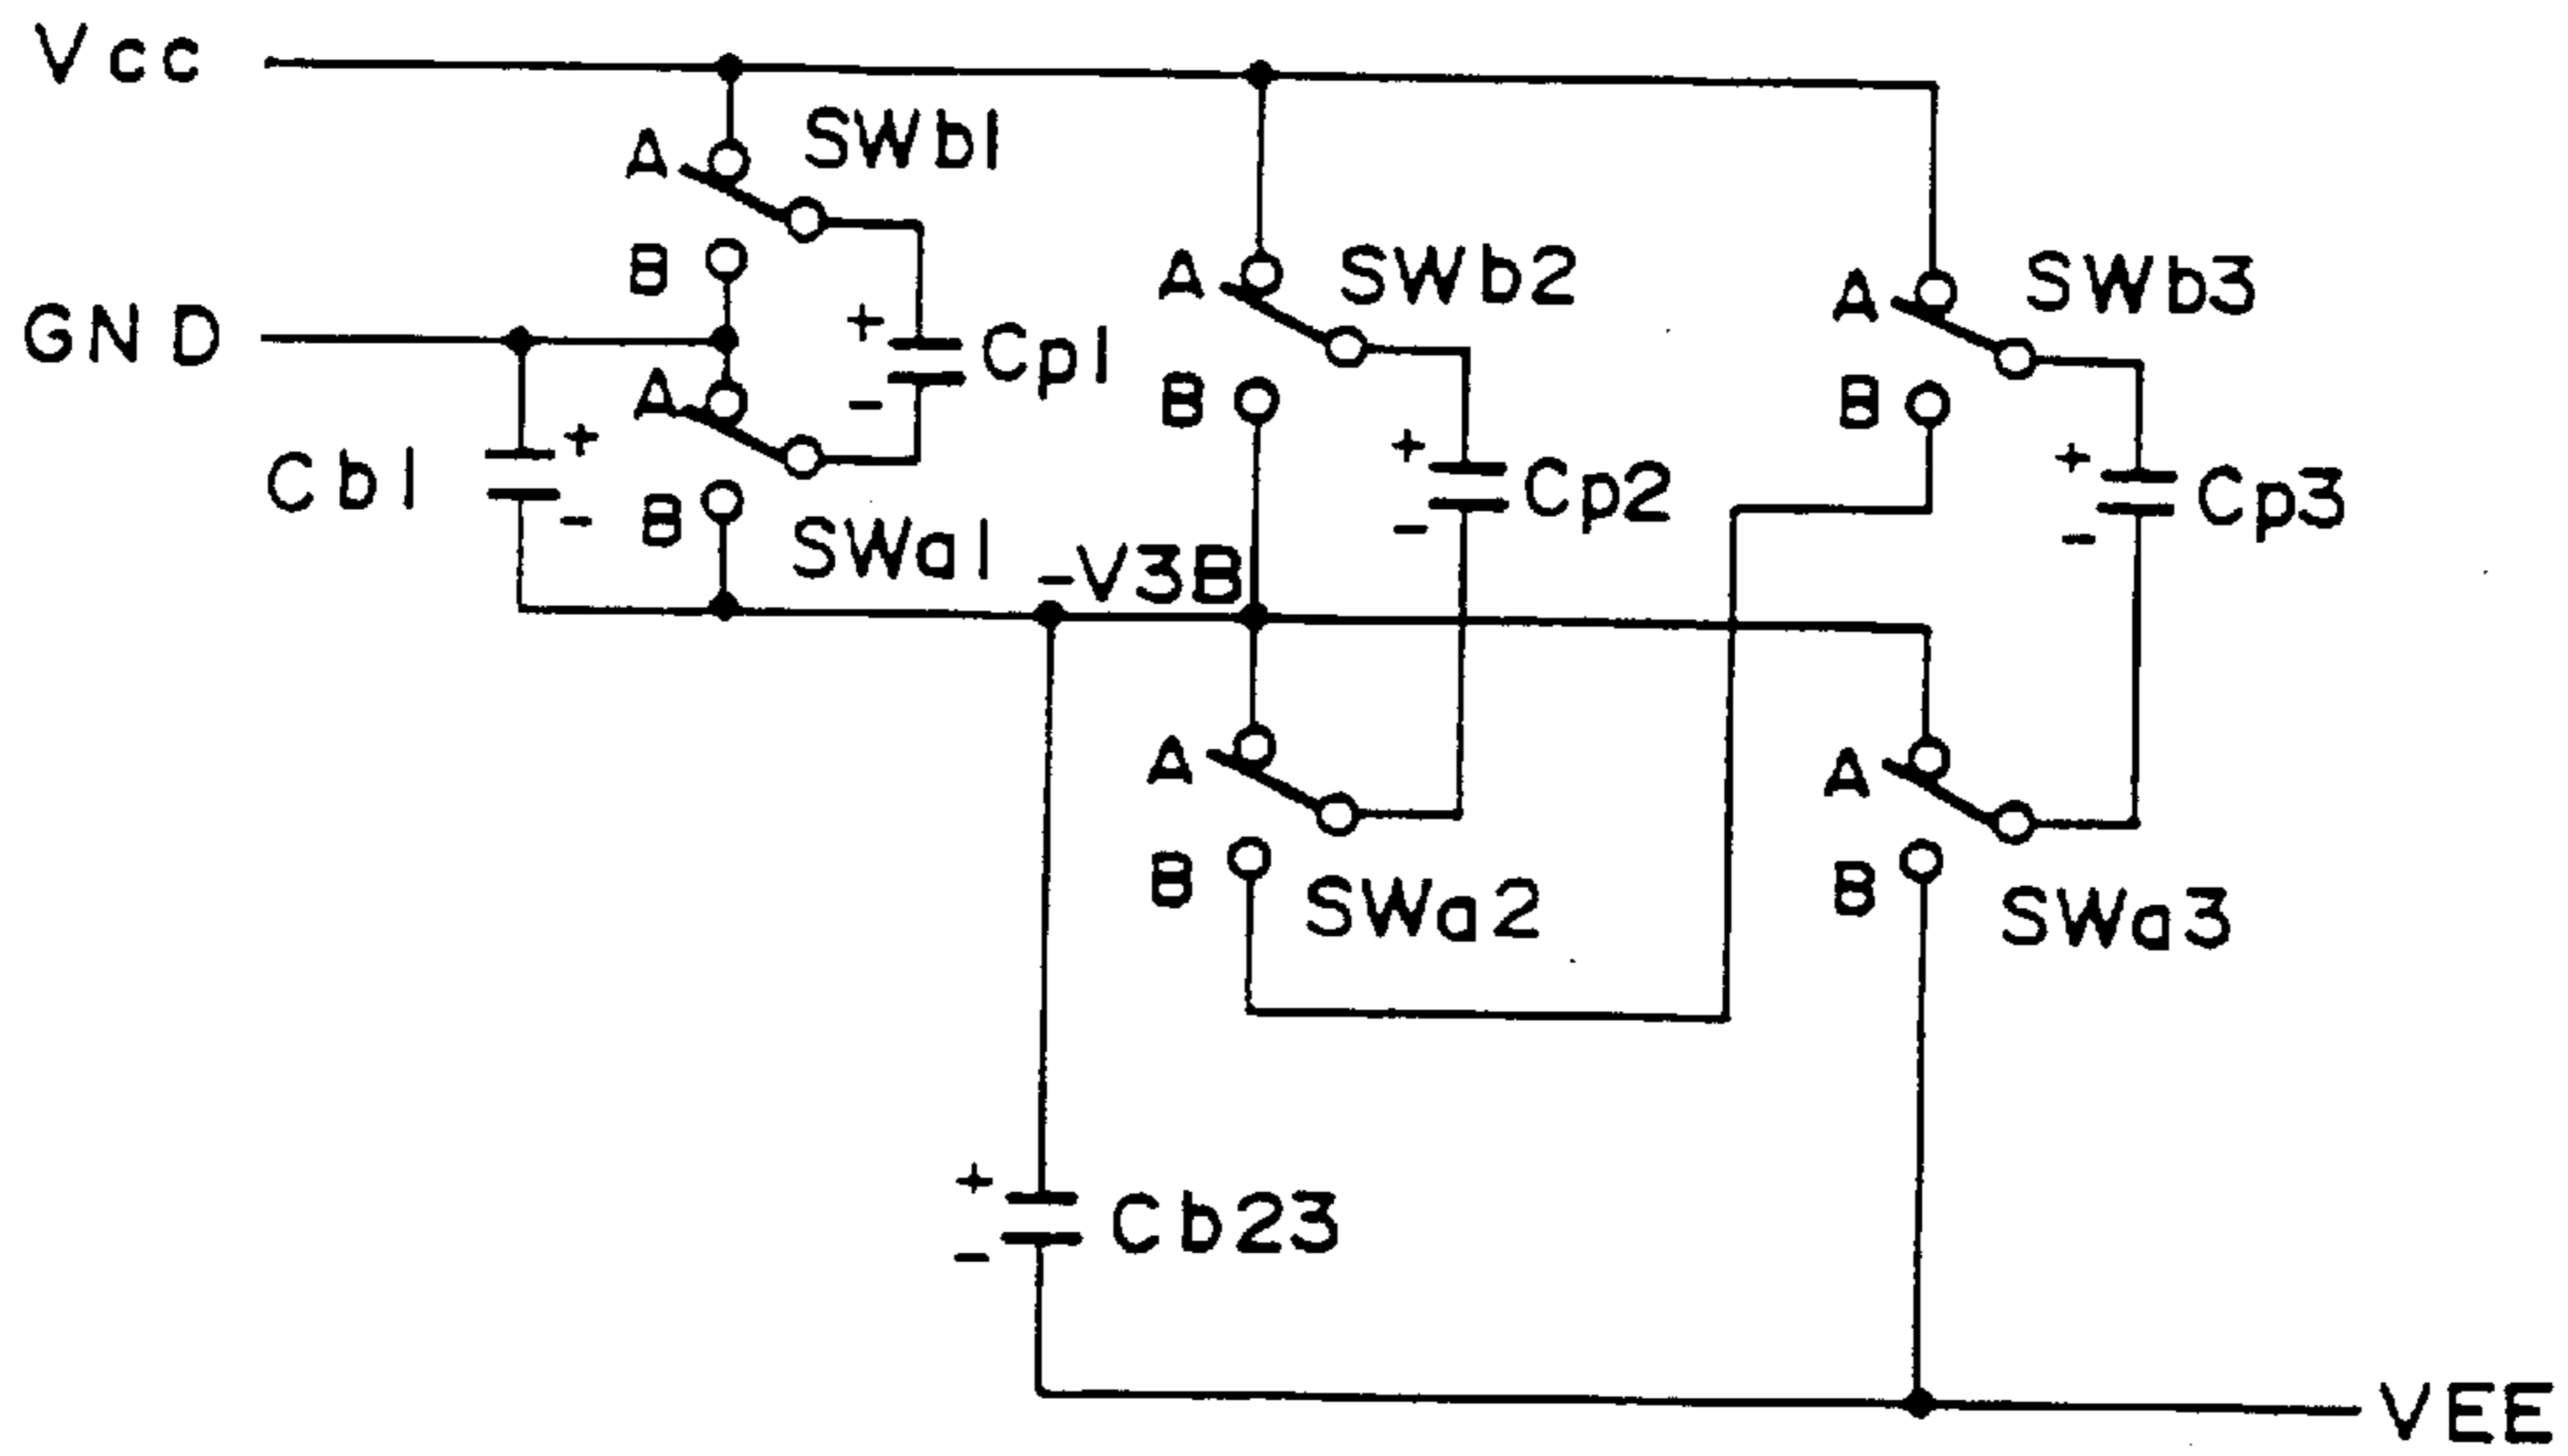 Vcc
A SWb1
B
GND
+ Cp1 -
A
Cb1 + -
B SWa1
-V3B
A SWb2
B
+ Cp2 -
A SWb3
B
+ Cp3 -
A
B SWa2
A
B SWa3
+ Cb23 -
VEE